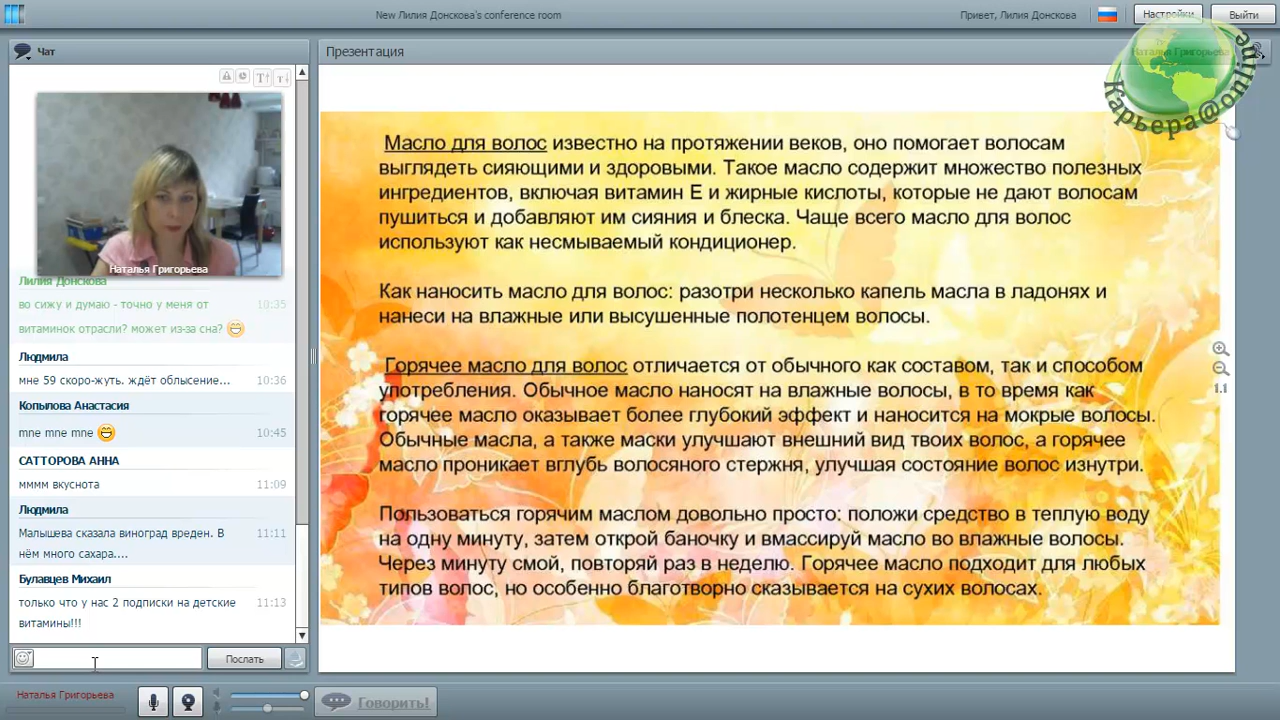 New Лилия Донскова's conference room
Привет, Лилия Донскова
Настройки
Выйти
Чат
Презентация
Наталья Григорьева
Карьера@online
Наталья Григорьева
Лилия Донскова
во сижу и думаю - точно у меня от 10:35
витаминок отрасли? может из-за сна?
Людмила
мне 59 скоро-жуть. ждёт облысение... 10:36
Копылова Анастасия
mne mne mne 10:45
САТТОРОВА АННА
мммм вкуснота 11:09
Людмила
Малышева сказала виноград вреден. В 11:11
нём много сахара....
Булавцев Михаил
только что у нас 2 подписки на детские 11:13
витамины!!!
Послать
Наталья Григорьева
Говорить!
Масло для волос известно на протяжении веков, оно помогает волосам
выглядеть сияющими и здоровыми. Такое масло содержит множество полезных
ингредиентов, включая витамин Е и жирные кислоты, которые не дают волосам
пушиться и добавляют им сияния и блеска. Чаще всего масло для волос
используют как несмываемый кондиционер.
Как наносить масло для волос: разотри несколько капель масла в ладонях и
нанеси на влажные или высушенные полотенцем волосы.
Горячее масло для волос отличается от обычного как составом, так и способом
употребления. Обычное масло наносят на влажные волосы, в то время как
горячее масло оказывает более глубокий эффект и наносится на мокрые волосы.
Обычные масла, а также маски улучшают внешний вид твоих волос, а горячее
масло проникает вглубь волосяного стержня, улучшая состояние волос изнутри.
Пользоваться горячим маслом довольно просто: положи средство в теплую воду
на одну минуту, затем открой баночку и вмассируй масло во влажные волосы.
Через минуту смой, повторяй раз в неделю. Горячее масло подходит для любых
типов волос, но особенно благотворно сказывается на сухих волосах.
1:1